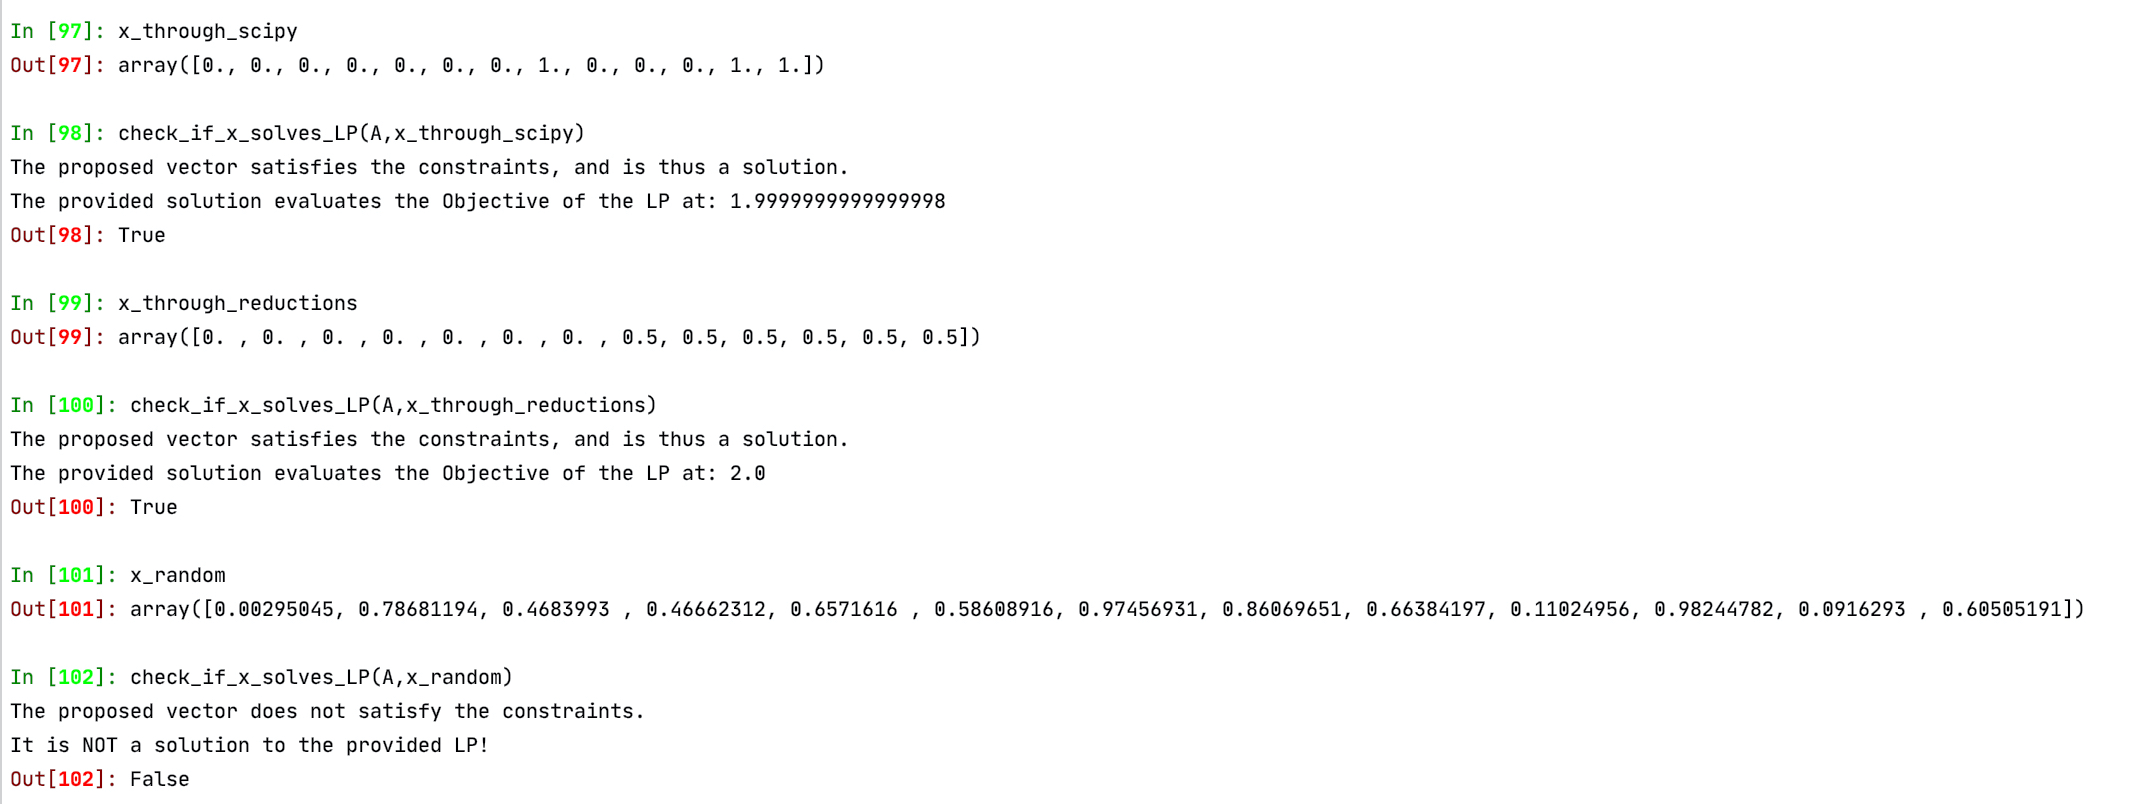 In [97]: x_through_scipy
Out[97]: array([0., 0., 0., 0., 0., 0., 0., 1., 0., 0., 0., 1., 1.])
In [98]: check_if_x_solves_LP(A,x_through_scipy)
The proposed vector satisfies the constraints, and is thus a solution.
The provided solution evaluates the Objective of the LP at: 1.9999999999999998
Out[98]: True
In [99]: x_through_reductions
Out[99]: array([0. , 0. , 0. , 0. , 0. , 0. , 0. , 0.5, 0.5, 0.5, 0.5, 0.5, 0.5])
In [100]: check_if_x_solves_LP(A,x_through_reductions)
The proposed vector satisfies the constraints, and is thus a solution.
The provided solution evaluates the Objective of the LP at: 2.0
Out[100]: True
In [101]: x_random
Out[101]: array([0.00295045, 0.78681194, 0.4683993 , 0.46662312, 0.6571616 , 0.58608916, 0.97456931, 0.86069651, 0.66384197, 0.11024956, 0.98244782, 0.0916293 , 0.60505191])
In [102]: check_if_x_solves_LP(A,x_random)
The proposed vector does not satisfy the constraints.
It is NOT a solution to the provided LP!
Out[102]: False